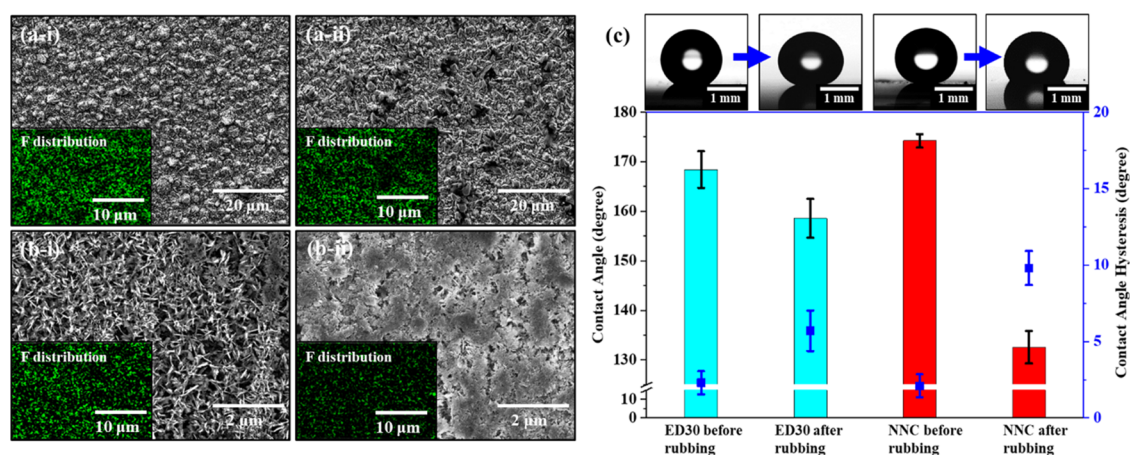 (a-i)
F distribution
10 μm
20 μm
(a-ii)
F distribution
10 μm
20 μm
(b-i)
F distribution
10 μm
2 μm
(b-ii)
F distribution
10 μm
2 μm
(c)
1 mm
1 mm
1 mm
1 mm
Contact Angle (degree)
180
170
160
150
140
130
10
0
Contact Angle Hysteresis (degree)
20
15
10
5
0
ED30 before
rubbing
ED30 after
rubbing
NNC before
rubbing
NNC after
rubbing